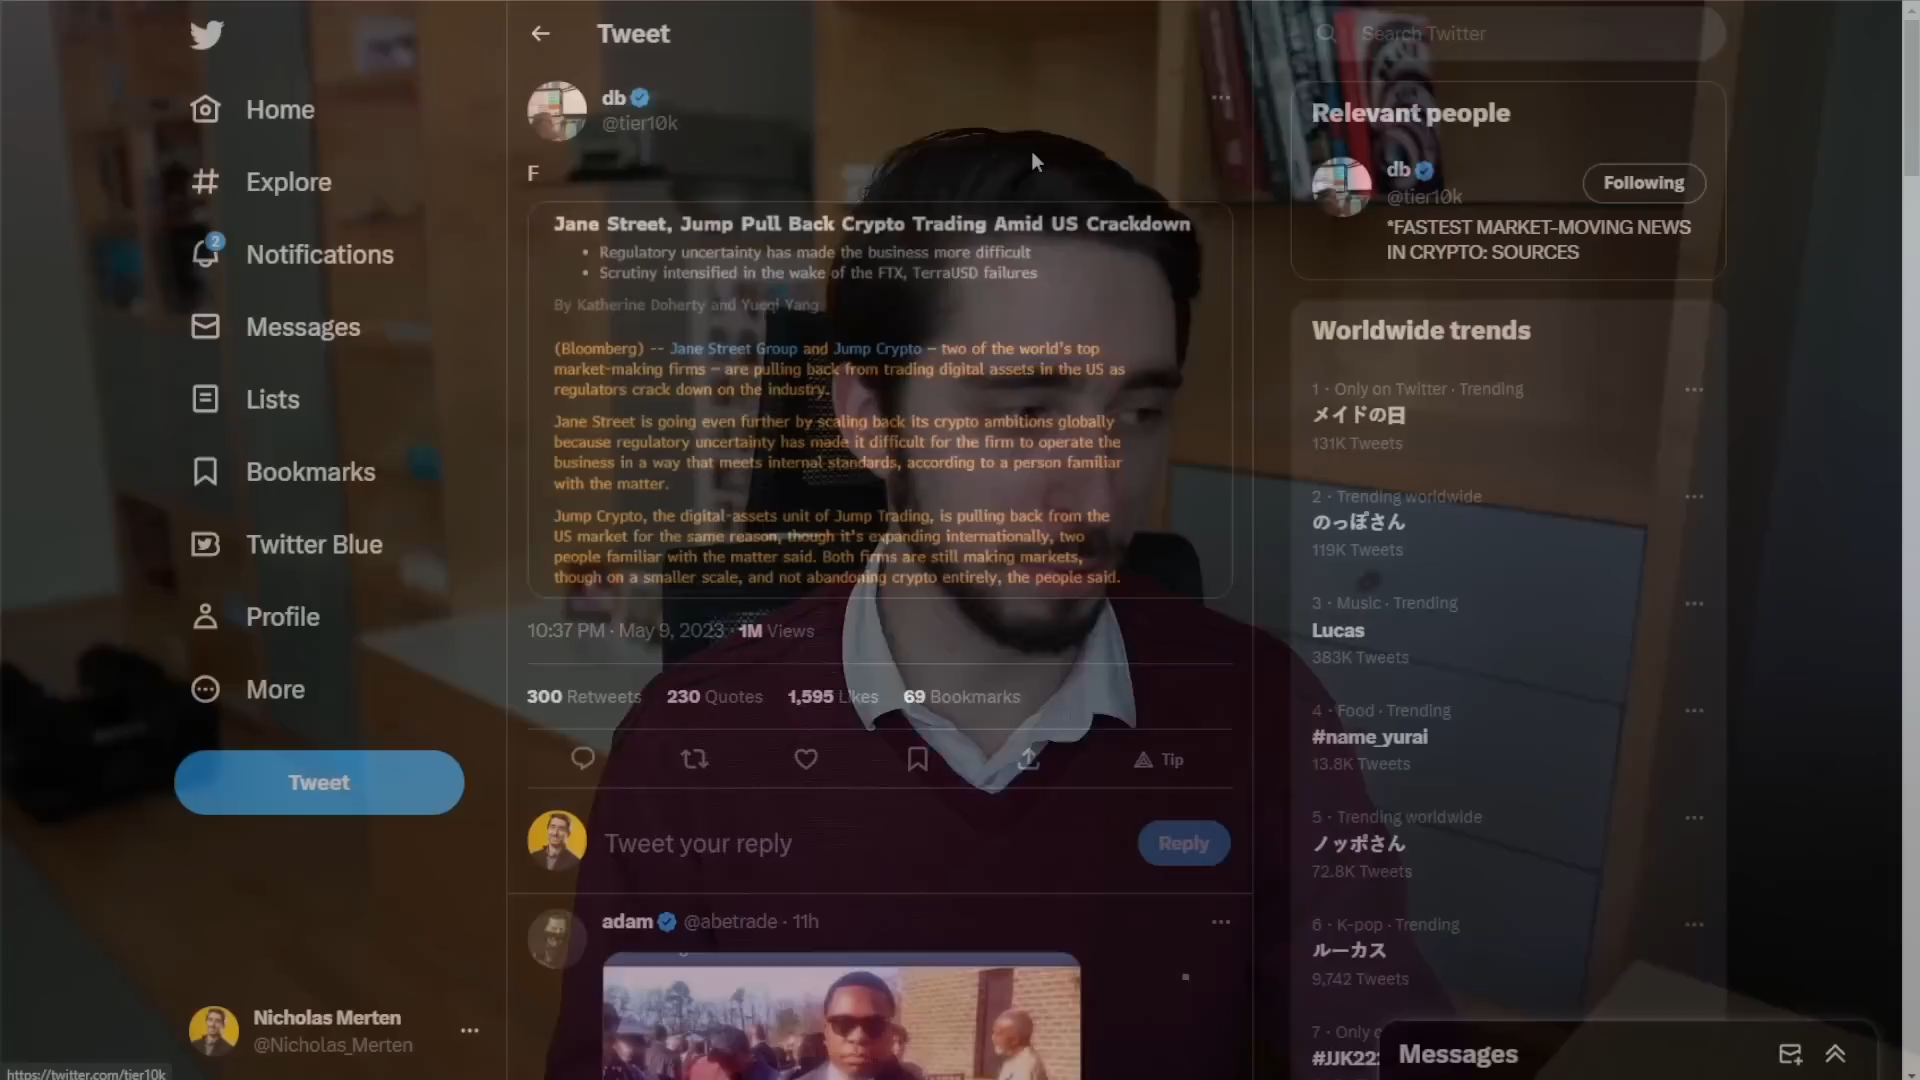 Home
Explore
2
Notifications
Messages
Lists
Bookmarks
Twitter Blue
Profile
More
Tweet
Nicholas Merten
@Nicholas_Merten
https://twitter.com/tier10k
Tweet
db
@tier10k
F
Jane Street, Jump Pull Back Crypto Trading Amid US Crackdown
• Regulatory uncertainty has made the business more difficult
• Scrutiny intensified in the wake of the FTX, TerraUSD failures
By Katherine Doherty and Yueqi Yang
(Bloomberg) -- Jane Street Group and Jump Crypto – two of the world's top
market-making firms – are pulling back from trading digital assets in the US as
regulators crack down on the industry.
Jane Street is going even further by scaling back its crypto ambitions globally
because regulatory uncertainty has made it difficult for the firm to operate the
business in a way that meets internal standards, according to a person familiar
with the matter.
Jump Crypto, the digital-assets unit of Jump Trading, is pulling back from the
US market for the same reason, though it's expanding internationally, two
people familiar with the matter said. Both firms are still making markets,
though on a smaller scale, and not abandoning crypto entirely, the people said.
10:37 PM · May 9, 2023 · 1M Views
300 Retweets 230 Quotes 1,595 Likes 69 Bookmarks
Tip
Tweet your reply
Reply
adam @abetrade · 11h
Search Twitter
Relevant people
db
@tier10k
Following
*FASTEST MARKET-MOVING NEWS
IN CRYPTO: SOURCES
Worldwide trends
1 · Only on Twitter · Trending
メイドの日
131K Tweets
2 · Trending worldwide
のっぽさん
119K Tweets
3 · Music · Trending
Lucas
383K Tweets
4 · Food · Trending
#name_yurai
13.8K Tweets
5 · Trending worldwide
ノッポさん
72.8K Tweets
6 · K-pop · Trending
ルーカス
9,742 Tweets
7 · Only
Messages